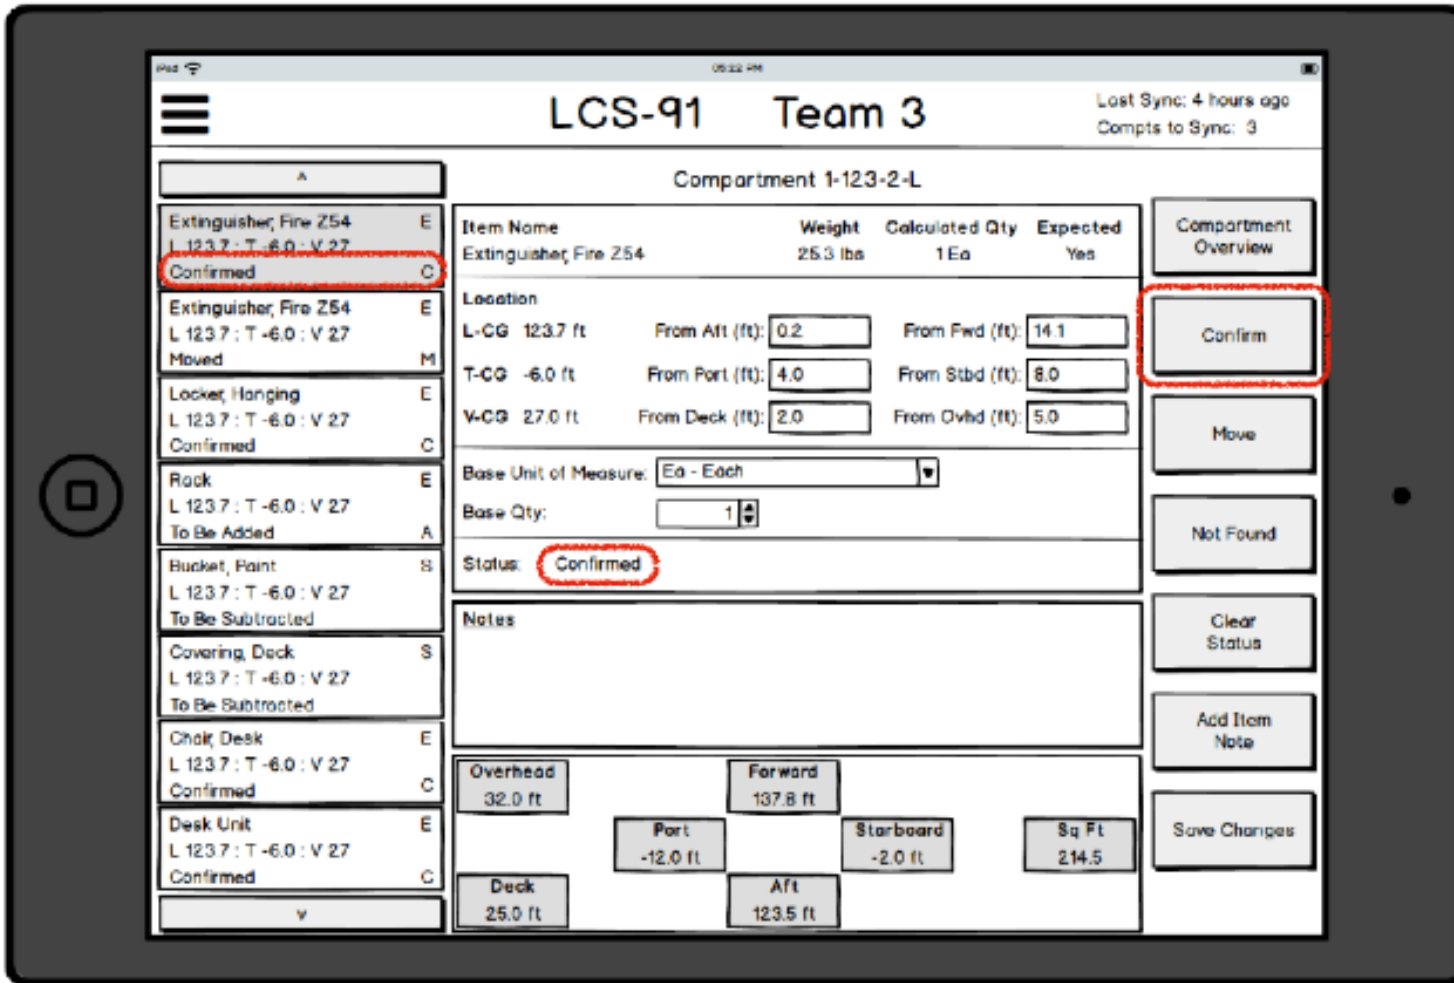 iPad
05:22 PM
LCS-91 Team 3
Last Sync: 4 hours ago
Compts to Sync: 3
^
Extinguisher, Fire Z54 E
L 123.7 : T -6.0 : V 27
Confirmed C
Extinguisher, Fire Z54 E
L 123.7 : T -6.0 : V 27
Moved M
Locker, Hanging E
L 123.7 : T -6.0 : V 27
Confirmed C
Rack E
L 123.7 : T -6.0 : V 27
To Be Added A
Bucket, Paint S
L 123.7 : T -6.0 : V 27
To Be Subtracted
Covering, Deck S
L 123.7 : T -6.0 : V 27
To Be Subtracted
Chair, Desk E
L 123.7 : T -6.0 : V 27
Confirmed C
Desk Unit E
L 123.7 : T -6.0 : V 27
Confirmed C
v
Compartment 1-123-2-L
Item Name Weight Calculated Qty Expected
Extinguisher, Fire Z54 25.3 lbs 1 Ea Yes
Location
L-CG 123.7 ft From Aft (ft): 0.2 From Fwd (ft): 14.1
T-CG -6.0 ft From Port (ft): 4.0 From Stbd (ft): 8.0
V-CG 27.0 ft From Deck (ft): 2.0 From Ovhd (ft): 5.0
Base Unit of Measure: Ea - Each
Base Qty: 1
Status: Confirmed
Notes
Overhead
32.0 ft
Forward
137.8 ft
Port
-12.0 ft
Starboard
-2.0 ft
Sq Ft
214.5
Deck
25.0 ft
Aft
123.5 ft
Compartment
Overview
Confirm
Move
Not Found
Clear
Status
Add Item
Note
Save Changes